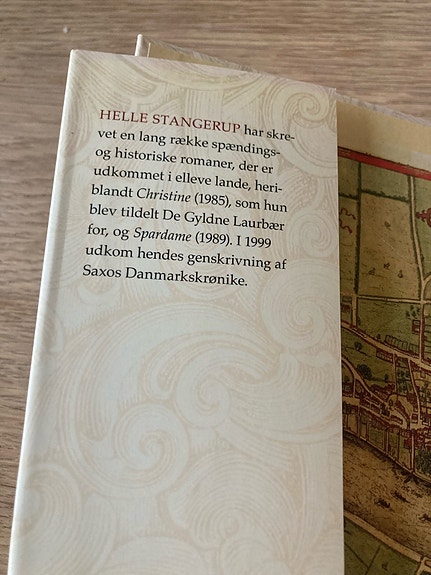 HELLE STANGERUP har skre-
vet en lang række spændings-
og historiske romaner, der er
udkommet i elleve lande, heri-
blandt Christine (1985), som hun
blev tildelt De Gyldne Laurbær
for, og Spardame (1989). I 1999
udkom hendes genskrivning af
Saxos Danmarkskrønike.